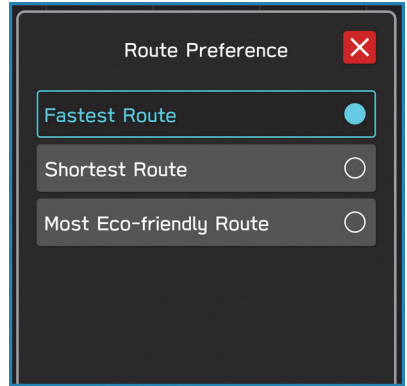 Route Preference
Fastest Route
Shortest Route
Most Eco-friendly Route